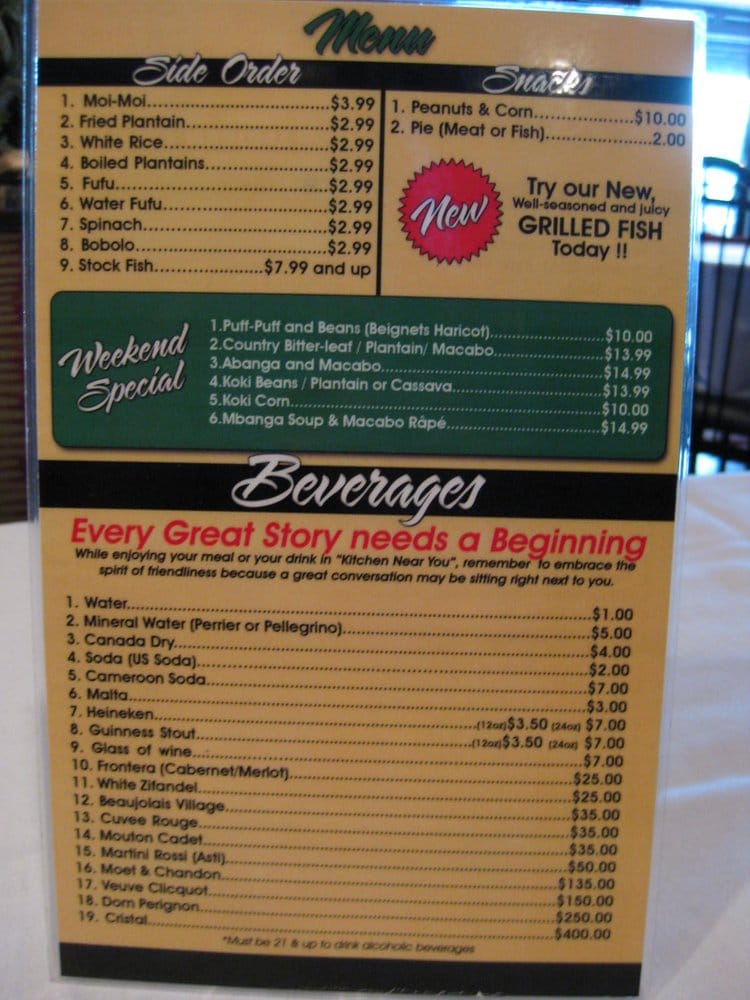 Menu
Side Order
1. Moi-Moi..............................$3.99
2. Fried Plantain........................$2.99
3. White Rice............................$2.99
4. Boiled Plantains.....................$2.99
5. Fufu....................................$2.99
6. Water Fufu...........................$2.99
7. Spinach................................$2.99
8. Bobolo.................................$2.99
9. Stock Fish..................$7.99 and up
Snacks
1. Peanuts & Corn...................$10.00
2. Pie (Meat or Fish)....................2.00
New
Try our New,
Well-seasoned and juicy
GRILLED FISH
Today !!
Weekend Special
1.Puff-Puff and Beans (Beignets Haricot).........................$10.00
2.Country Bitter-leaf / Plantain/ Macabo........................$13.99
3.Abanga and Macabo................................................$14.99
4.Koki Beans / Plantain or Cassava................................$13.99
5.Koki Corn.................................................................$10.00
6.Mbanga Soup & Macabo Râpé..................................$14.99
Beverages
Every Great Story needs a Beginning
While enjoying your meal or your drink in "Kitchen Near You", remember to embrace the
spirit of friendliness because a great conversation may be sitting right next to you.
1. Water...............................................................................$1.00
2. Mineral Water (Perrier or Pellegrino)..........................................$5.00
3. Canada Dry......................................................................$4.00
4. Soda (US Soda).................................................................$2.00
5. Cameroon Soda................................................................$7.00
6. Malta...............................................................................$3.00
7. Heineken..........................................(12oz)$3.50 (24oz) $7.00
8. Guinness Stout...................................(12oz)$3.50 (24oz) $7.00
9. Glass of wine....................................................................$7.00
10. Frontera (Cabernet/Merlot)................................................$25.00
11. White Zifandel.................................................................$25.00
12. Beaujolais Village............................................................$35.00
13. Cuvee Rouge..................................................................$35.00
14. Mouton Cadet.................................................................$35.00
15. Martini Rossi (Asti)...........................................................$50.00
16. Moet & Chandon............................................................$135.00
17. Veuve Clicquot...............................................................$150.00
18. Dom Perignon................................................................$250.00
19. Cristal............................................................................$400.00
*Must be 21 & up to drink alcoholic beverages